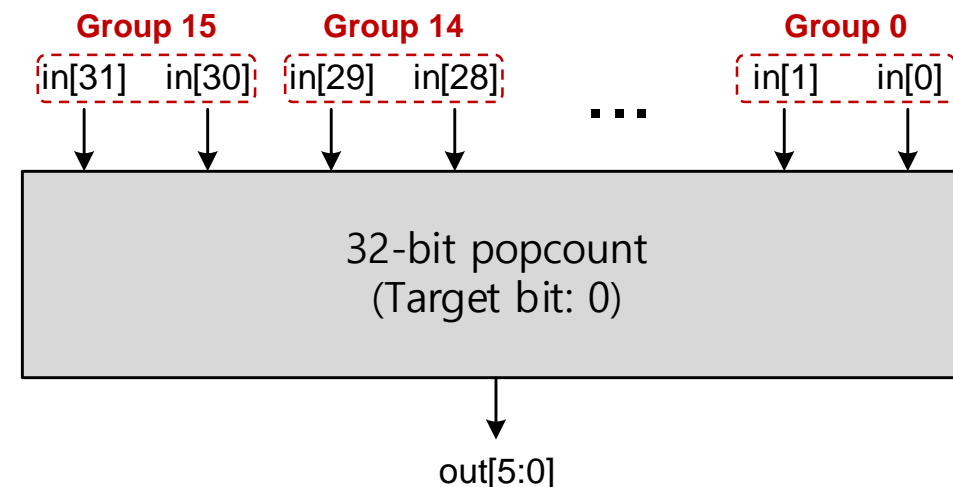 Group 15 Group 14 Group 0
in[31] in[30] in[29] in[28] ... in[1] in[0]
32-bit popcount
(Target bit: 0)
out[5:0]